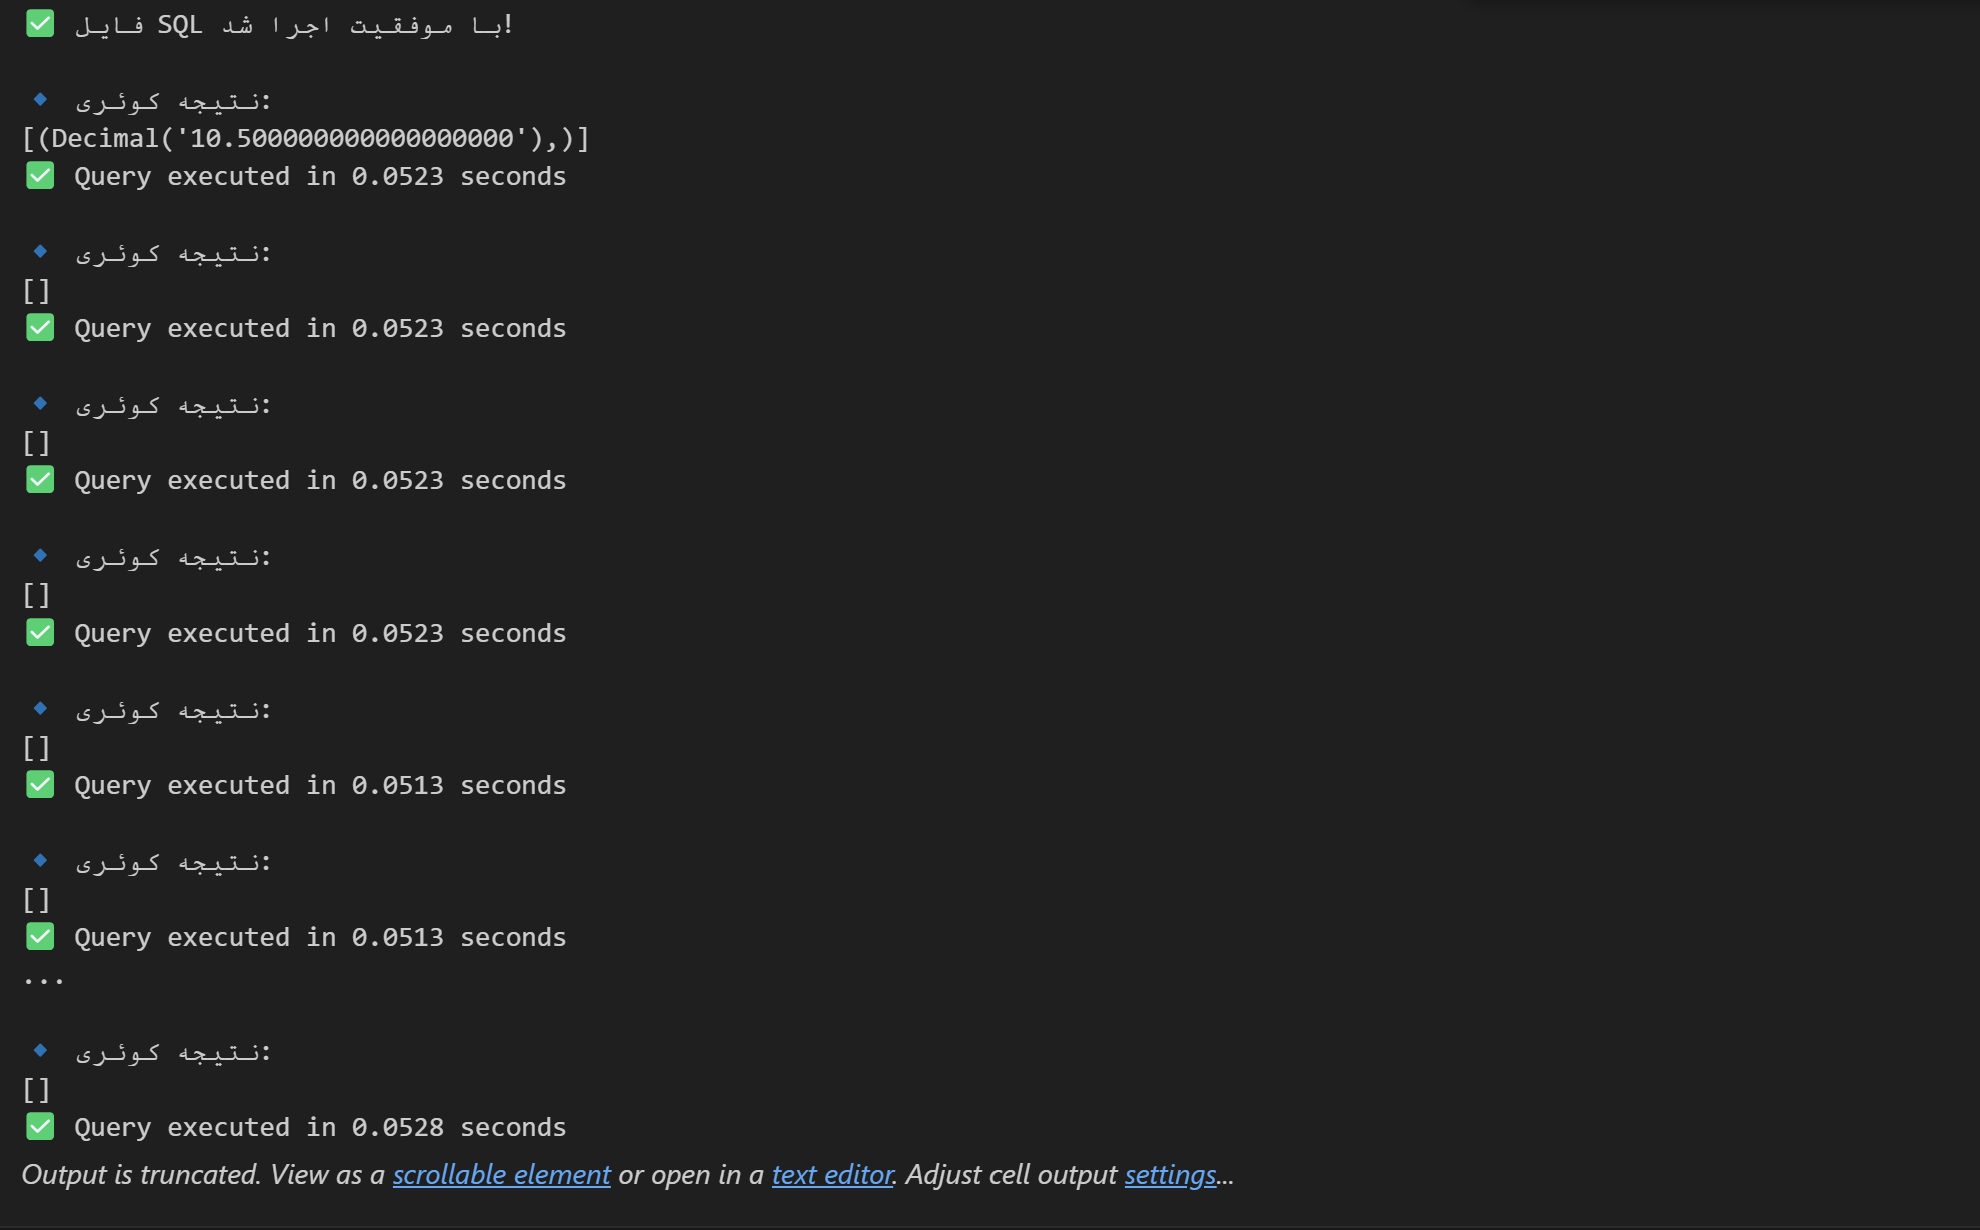 ✅ فایل SQL با موفقیت اجرا شد!
🔹 نتیجه کوئری:
[(Decimal('10.500000000000000000'),)]
✅ Query executed in 0.0523 seconds
🔹 نتیجه کوئری:
[]
✅ Query executed in 0.0523 seconds
🔹 نتیجه کوئری:
[]
✅ Query executed in 0.0523 seconds
🔹 نتیجه کوئری:
[]
✅ Query executed in 0.0523 seconds
🔹 نتیجه کوئری:
[]
✅ Query executed in 0.0513 seconds
🔹 نتیجه کوئری:
[]
✅ Query executed in 0.0513 seconds
...
🔹 نتیجه کوئری:
[]
✅ Query executed in 0.0528 seconds
Output is truncated. View as a scrollable element or open in a text editor. Adjust cell output settings...